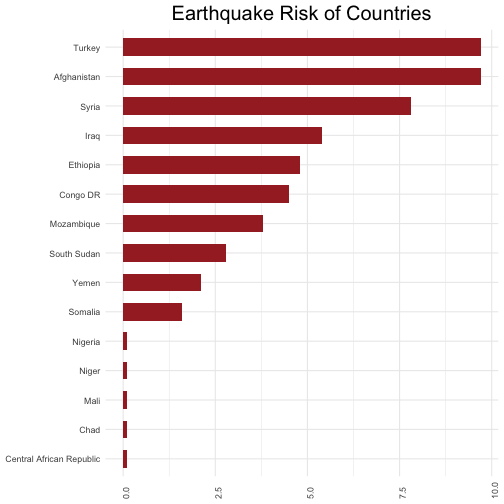 Earthquake Risk of Countries
Turkey
Afghanistan
Syria
Iraq
Ethiopia
Congo DR
Mozambique
South Sudan
Yemen
Somalia
Nigeria
Niger
Mali
Chad
Central African Republic
0.0
2.5
5.0
7.5
10.0